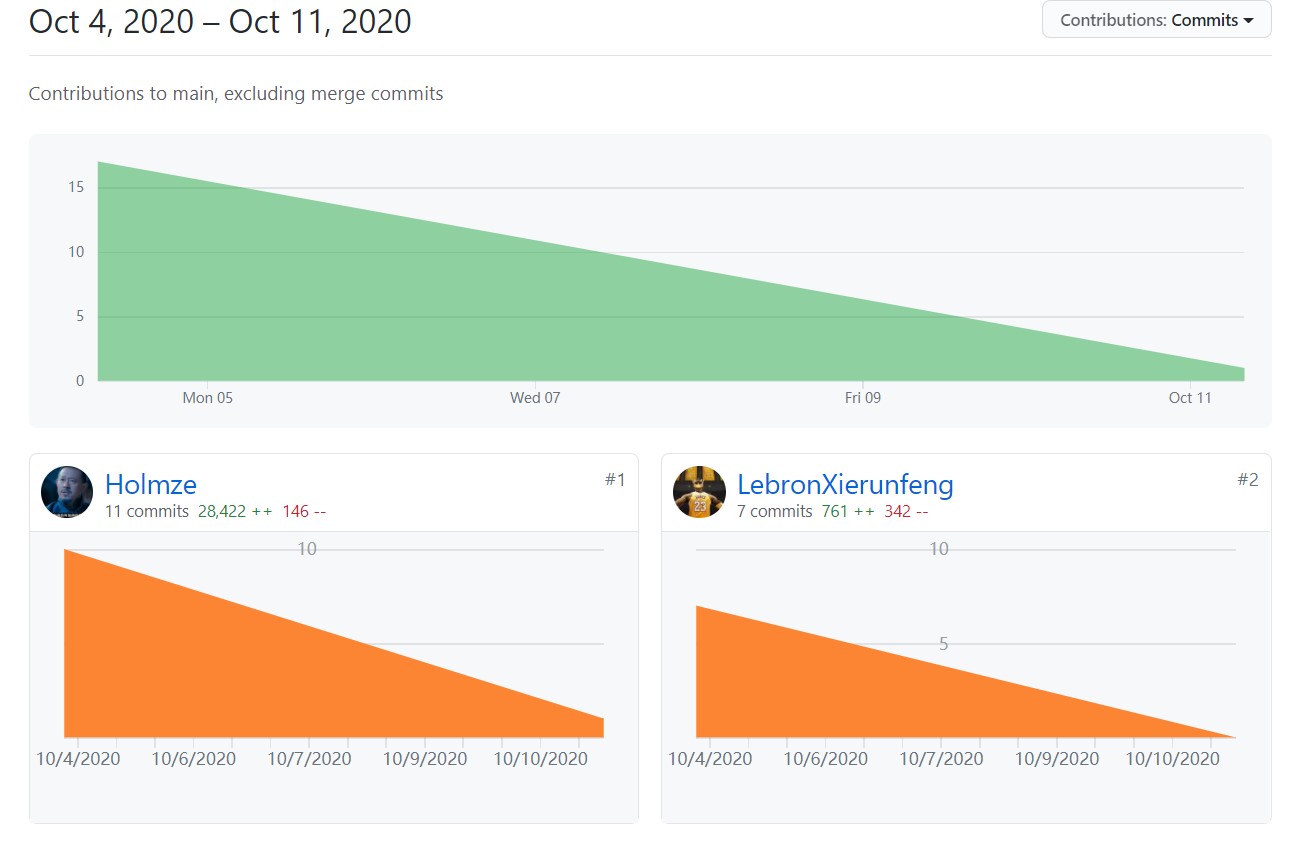 Oct 4, 2020 – Oct 11, 2020
Contributions: Commits
Contributions to main, excluding merge commits
15
10
5
0
Mon 05 Wed 07 Fri 09 Oct 11
Holmze #1
11 commits 28,422 ++ 146 --
10
10/4/2020 10/6/2020 10/7/2020 10/9/2020 10/10/2020
LebronXierunfeng #2
7 commits 761 ++ 342 --
10
5
10/4/2020 10/6/2020 10/7/2020 10/9/2020 10/10/2020